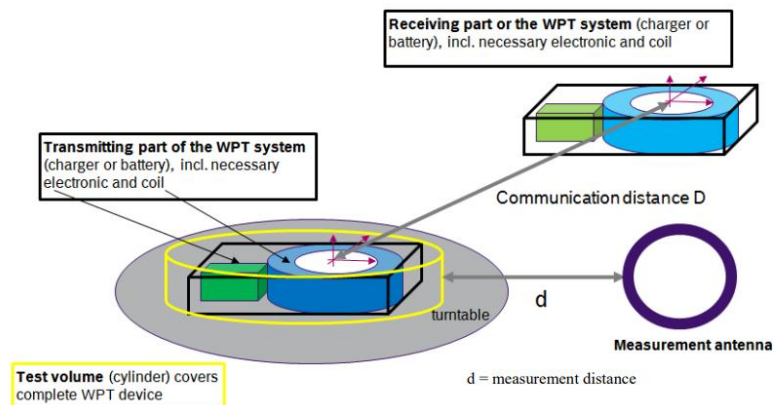 Receiving part or the WPT system (charger or
battery), incl. necessary electronic and coil
Transmitting part of the WPT system
(charger or battery), incl. necessary
electronic and coil
Communication distance D
d
turntable
Measurement antenna
Test volume (cylinder) covers
complete WPT device
d = measurement distance